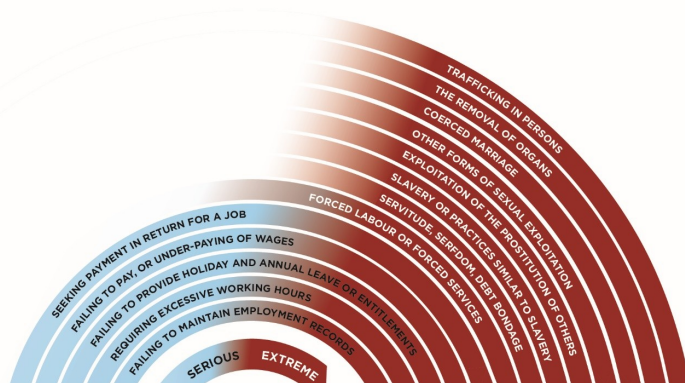 TRAFFICKING IN PERSONS
THE REMOVAL OF ORGANS
COERCED MARRIAGE
OTHER FORMS OF SEXUAL EXPLOITATION
EXPLOITATION OF THE PROSTITUTION OF OTHERS
SLAVERY OR PRACTICES SIMILAR TO SLAVERY
SERVITUDE, SERFDOM, DEBT BONDAGE
FORCED LABOUR OR FORCED SERVICES
SEEKING PAYMENT IN RETURN FOR A JOB
FAILING TO PAY, OR UNDER-PAYING OF WAGES
FAILING TO PROVIDE HOLIDAY AND ANNUAL LEAVE OR ENTITLEMENTS
REQUIRING EXCESSIVE WORKING HOURS
FAILING TO MAINTAIN EMPLOYMENT RECORDS
SERIOUS
EXTREME